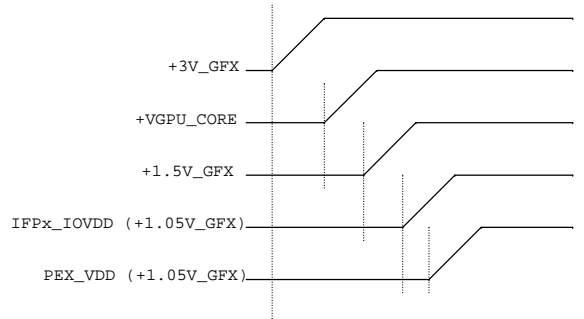 +3V_GFX
+VGPU_CORE
+1.5V_GFX
IFPx_IOVDD (+1.05V_GFX)
PEX_VDD (+1.05V_GFX)